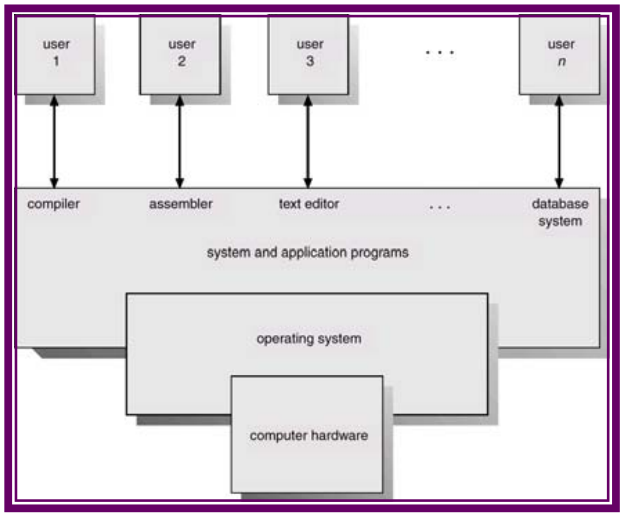 user
1
user
2
user
3
. . .
user
n
compiler
assembler
text editor
. . .
database
system
system and application programs
operating system
computer hardware